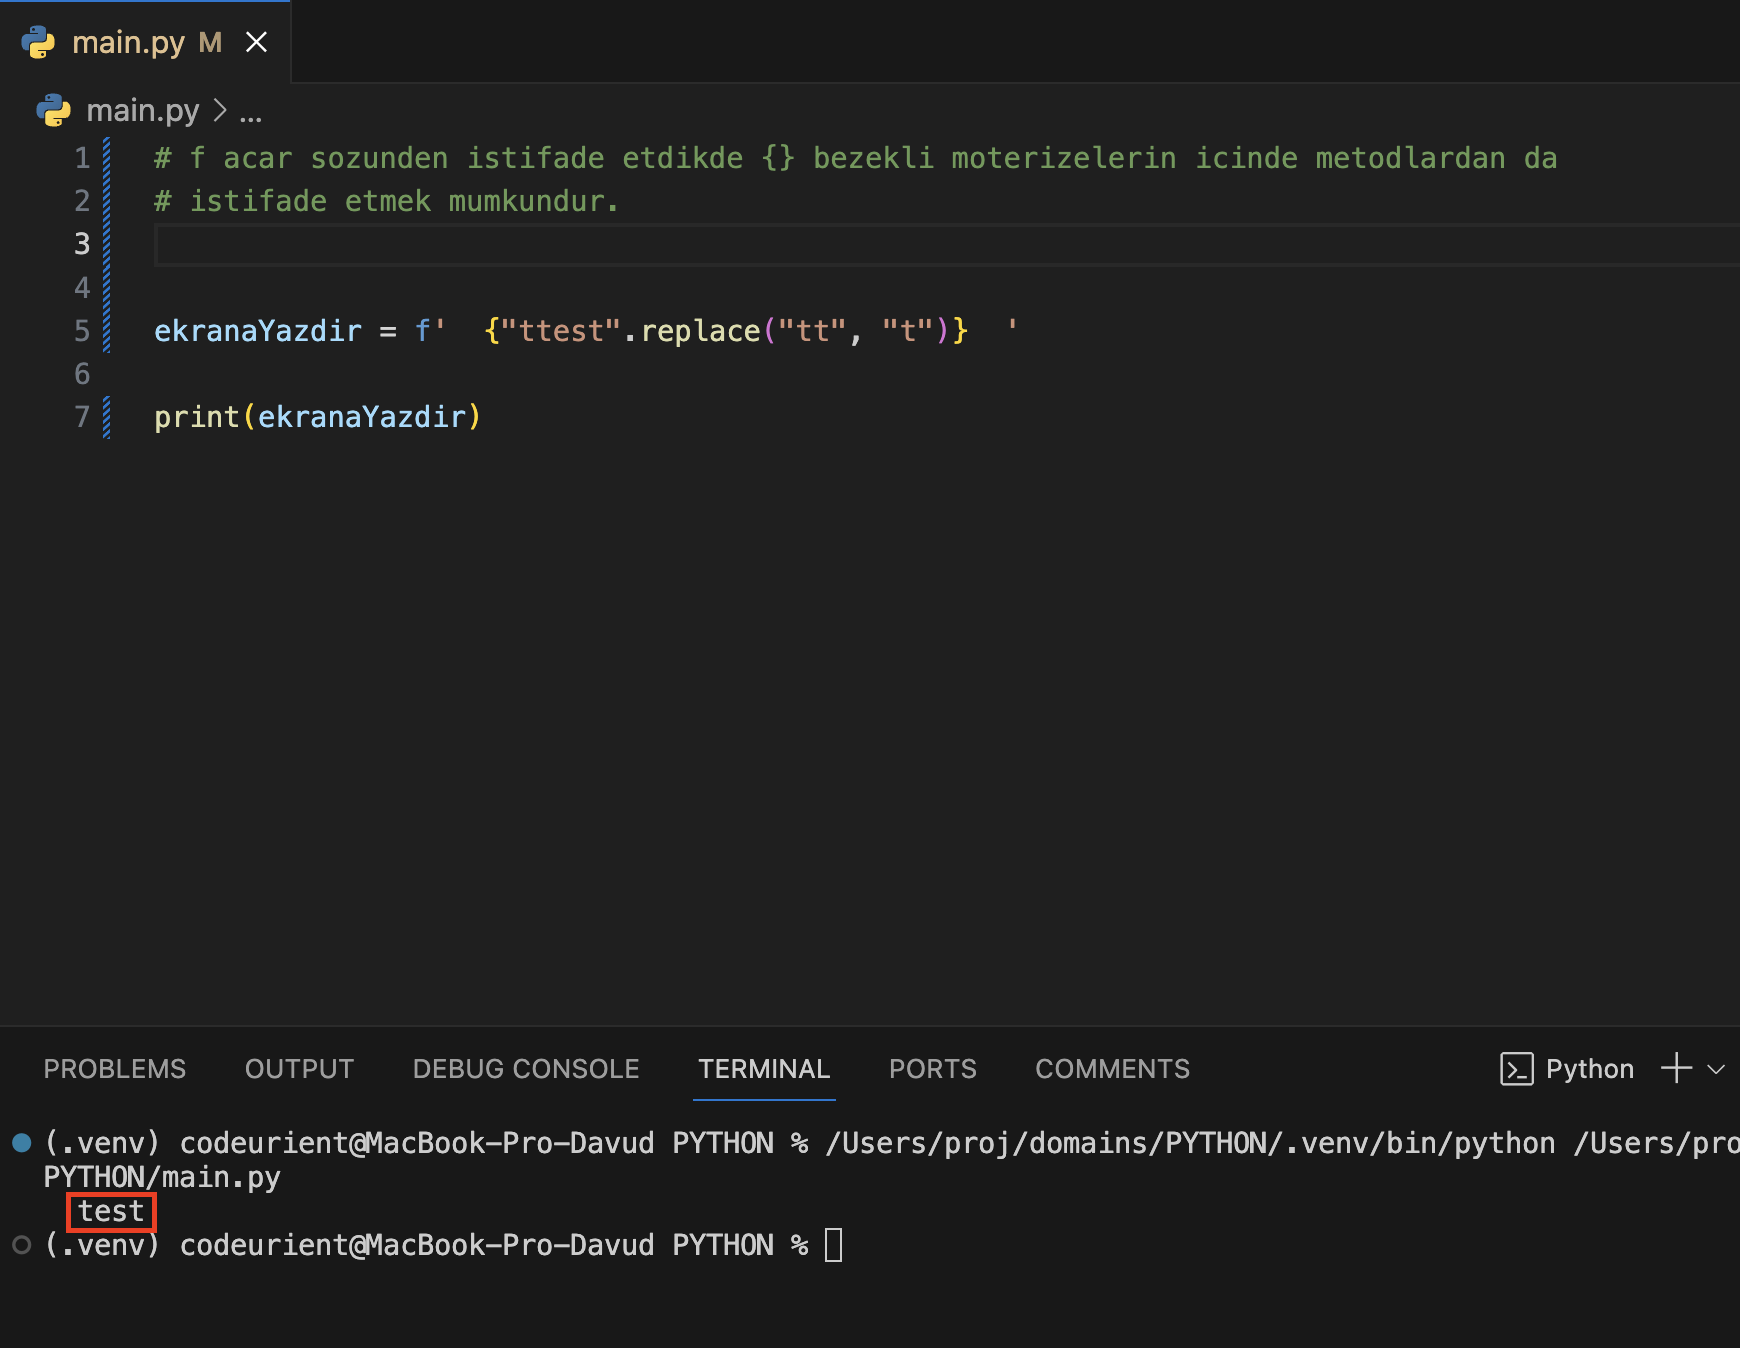 main.py M
main.py > ...
1 # f acar sozunden istifade etdikde {} bezekli moterizelerin icinde metodlardan da
2 # istifade etmek mumkundur.
3
4
5 ekranaYazdir = f'  {"ttest".replace("tt", "t")}  '
6
7 print(ekranaYazdir)
PROBLEMS OUTPUT DEBUG CONSOLE TERMINAL PORTS COMMENTS Python
(.venv) codeurient@MacBook-Pro-Davud PYTHON % /Users/proj/domains/PYTHON/.venv/bin/python /Users/pro
PYTHON/main.py
test
(.venv) codeurient@MacBook-Pro-Davud PYTHON %